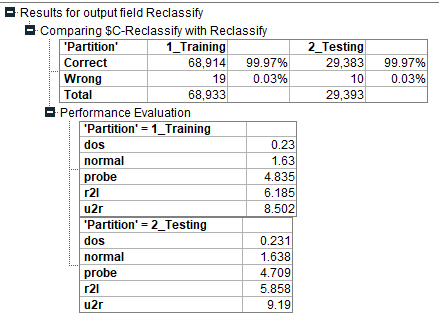 Results for output field Reclassify
Comparing $C-Reclassify with Reclassify
'Partition' 1_Training 2_Testing
Correct 68,914 99.97% 29,383 99.97%
Wrong 19 0.03% 10 0.03%
Total 68,933 29,393
Performance Evaluation
'Partition' = 1_Training
dos 0.23
normal 1.63
probe 4.835
r2l 6.185
u2r 8.502
'Partition' = 2_Testing
dos 0.231
normal 1.638
probe 4.709
r2l 5.858
u2r 9.19